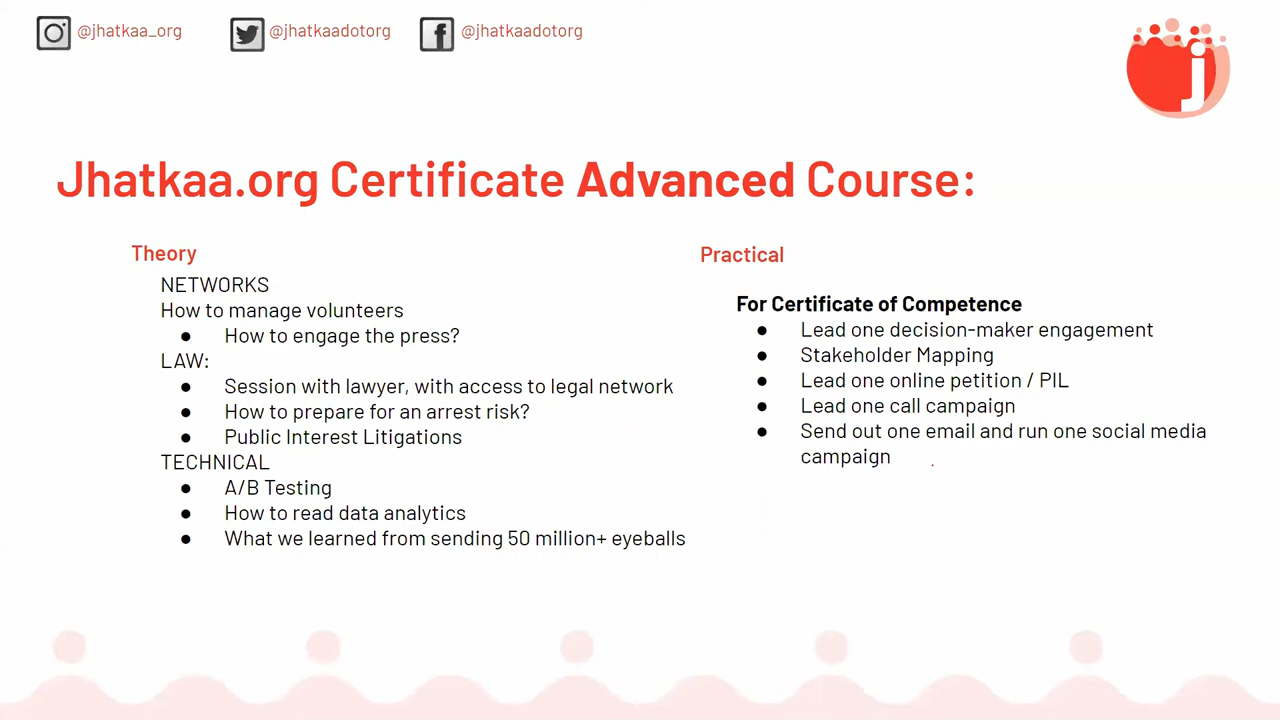 @jhatkaa_org
@jhatkaadotorg
@jhatkaadotorg
j
Jhatkaa.org Certificate Advanced Course:
Theory
NETWORKS
How to manage volunteers
● How to engage the press?
LAW:
● Session with lawyer, with access to legal network
● How to prepare for an arrest risk?
● Public Interest Litigations
TECHNICAL
● A/B Testing
● How to read data analytics
● What we learned from sending 50 million+ eyeballs
Practical
For Certificate of Competence
● Lead one decision-maker engagement
● Stakeholder Mapping
● Lead one online petition / PIL
● Lead one call campaign
● Send out one email and run one social media
campaign